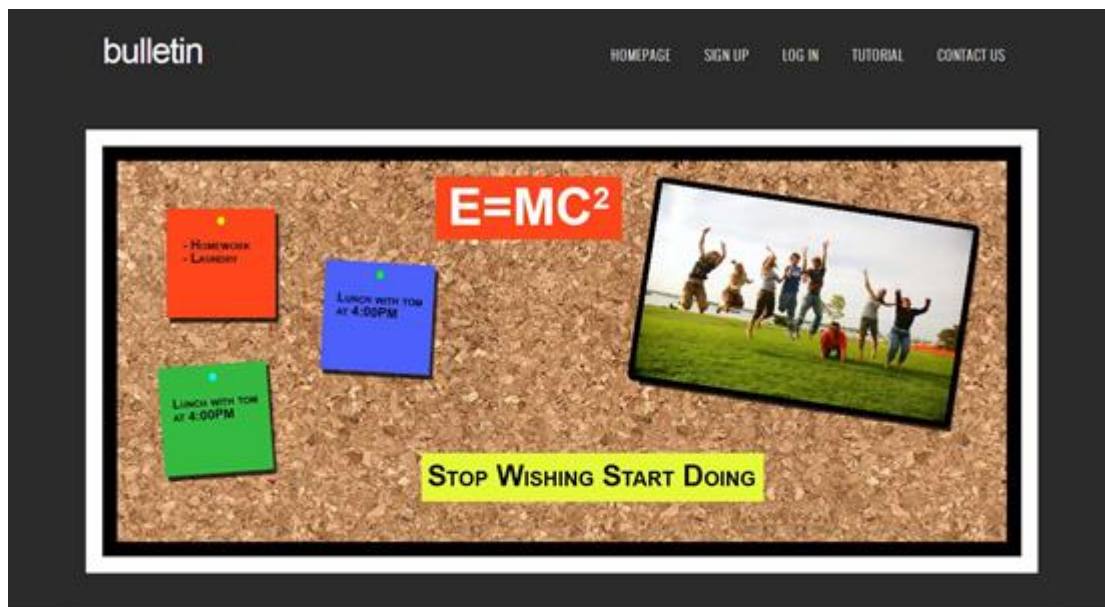 bulletin
HOMEPAGE SIGN UP LOG IN TUTORIAL CONTACT US
E=MC²
- HOMEWORK
- LAUNDRY
LUNCH WITH TOM
AT 4:00PM
LUNCH WITH TOM
AT 4:00PM
STOP WISHING START DOING